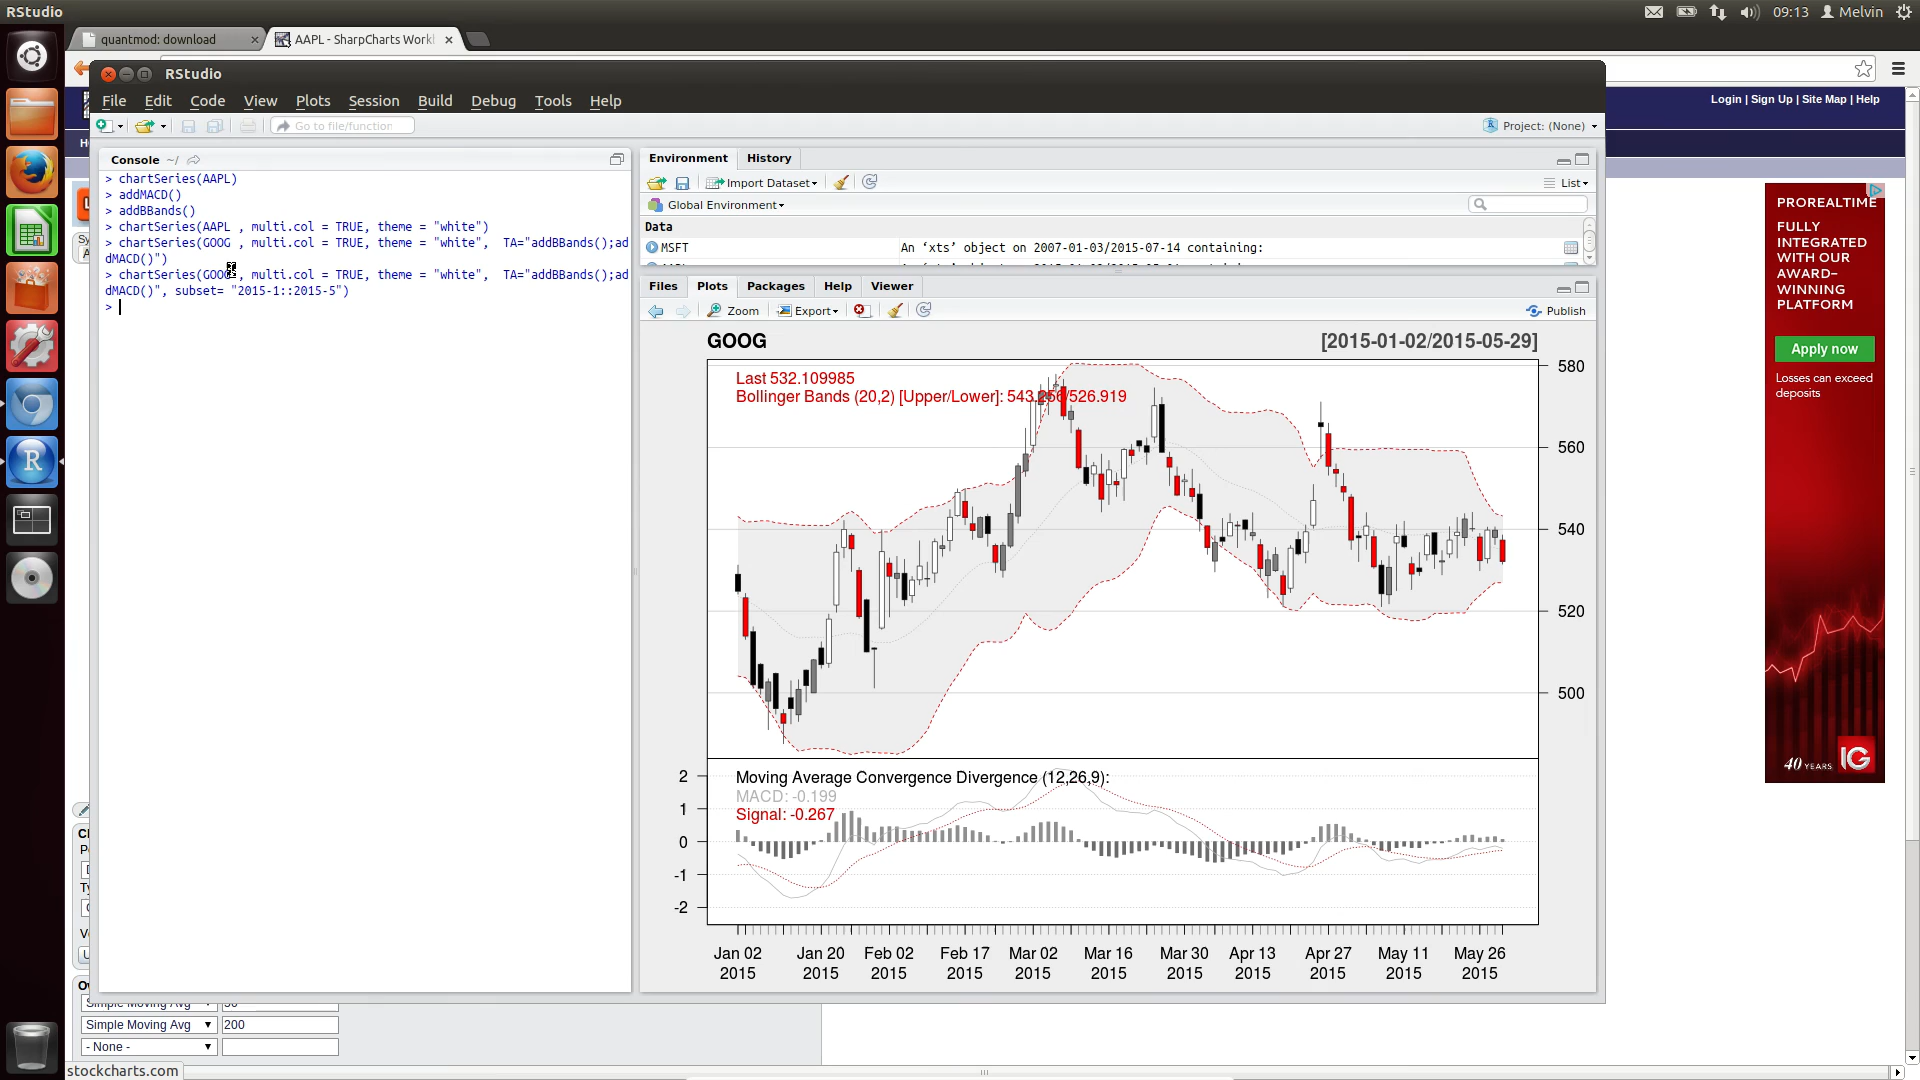 RStudio
09:13 Melvin
quantmod: download
AAPL - SharpCharts Work
RStudio
File Edit Code View Plots Session Build Debug Tools Help
Go to file/function
Project: (None)
Login | Sign Up | Site Map | Help
Console ~/
> chartSeries(AAPL)
> addMACD()
> addBBands()
> chartSeries(AAPL , multi.col = TRUE, theme = "white")
> chartSeries(GOOG , multi.col = TRUE, theme = "white",  TA="addBBands();ad
dMACD()")
> chartSeries(GOOG , multi.col = TRUE, theme = "white",  TA="addBBands();ad
dMACD()", subset= "2015-1::2015-5")
>
Environment History
Import Dataset
List
Global Environment
Data
MSFT An ‘xts’ object on 2007-01-03/2015-07-14 containing:
Files Plots Packages Help Viewer
Zoom Export Publish
GOOG [2015-01-02/2015-05-29]
Last 532.109985
Bollinger Bands (20,2) [Upper/Lower]: 543.256/526.919
580
560
540
520
500
Moving Average Convergence Divergence (12,26,9):
MACD: -0.199
Signal: -0.267
2
1
0
-1
-2
Jan 02 Jan 20 Feb 02 Feb 17 Mar 02 Mar 16 Mar 30 Apr 13 Apr 27 May 11 May 26
2015 2015 2015 2015 2015 2015 2015 2015 2015 2015 2015
PROREALTIME
FULLY
INTEGRATED
WITH OUR
AWARD–
WINNING
PLATFORM
Apply now
Losses can exceed
deposits
40 YEARS IG
Simple Moving Avg 200
- None -
stockcharts.com